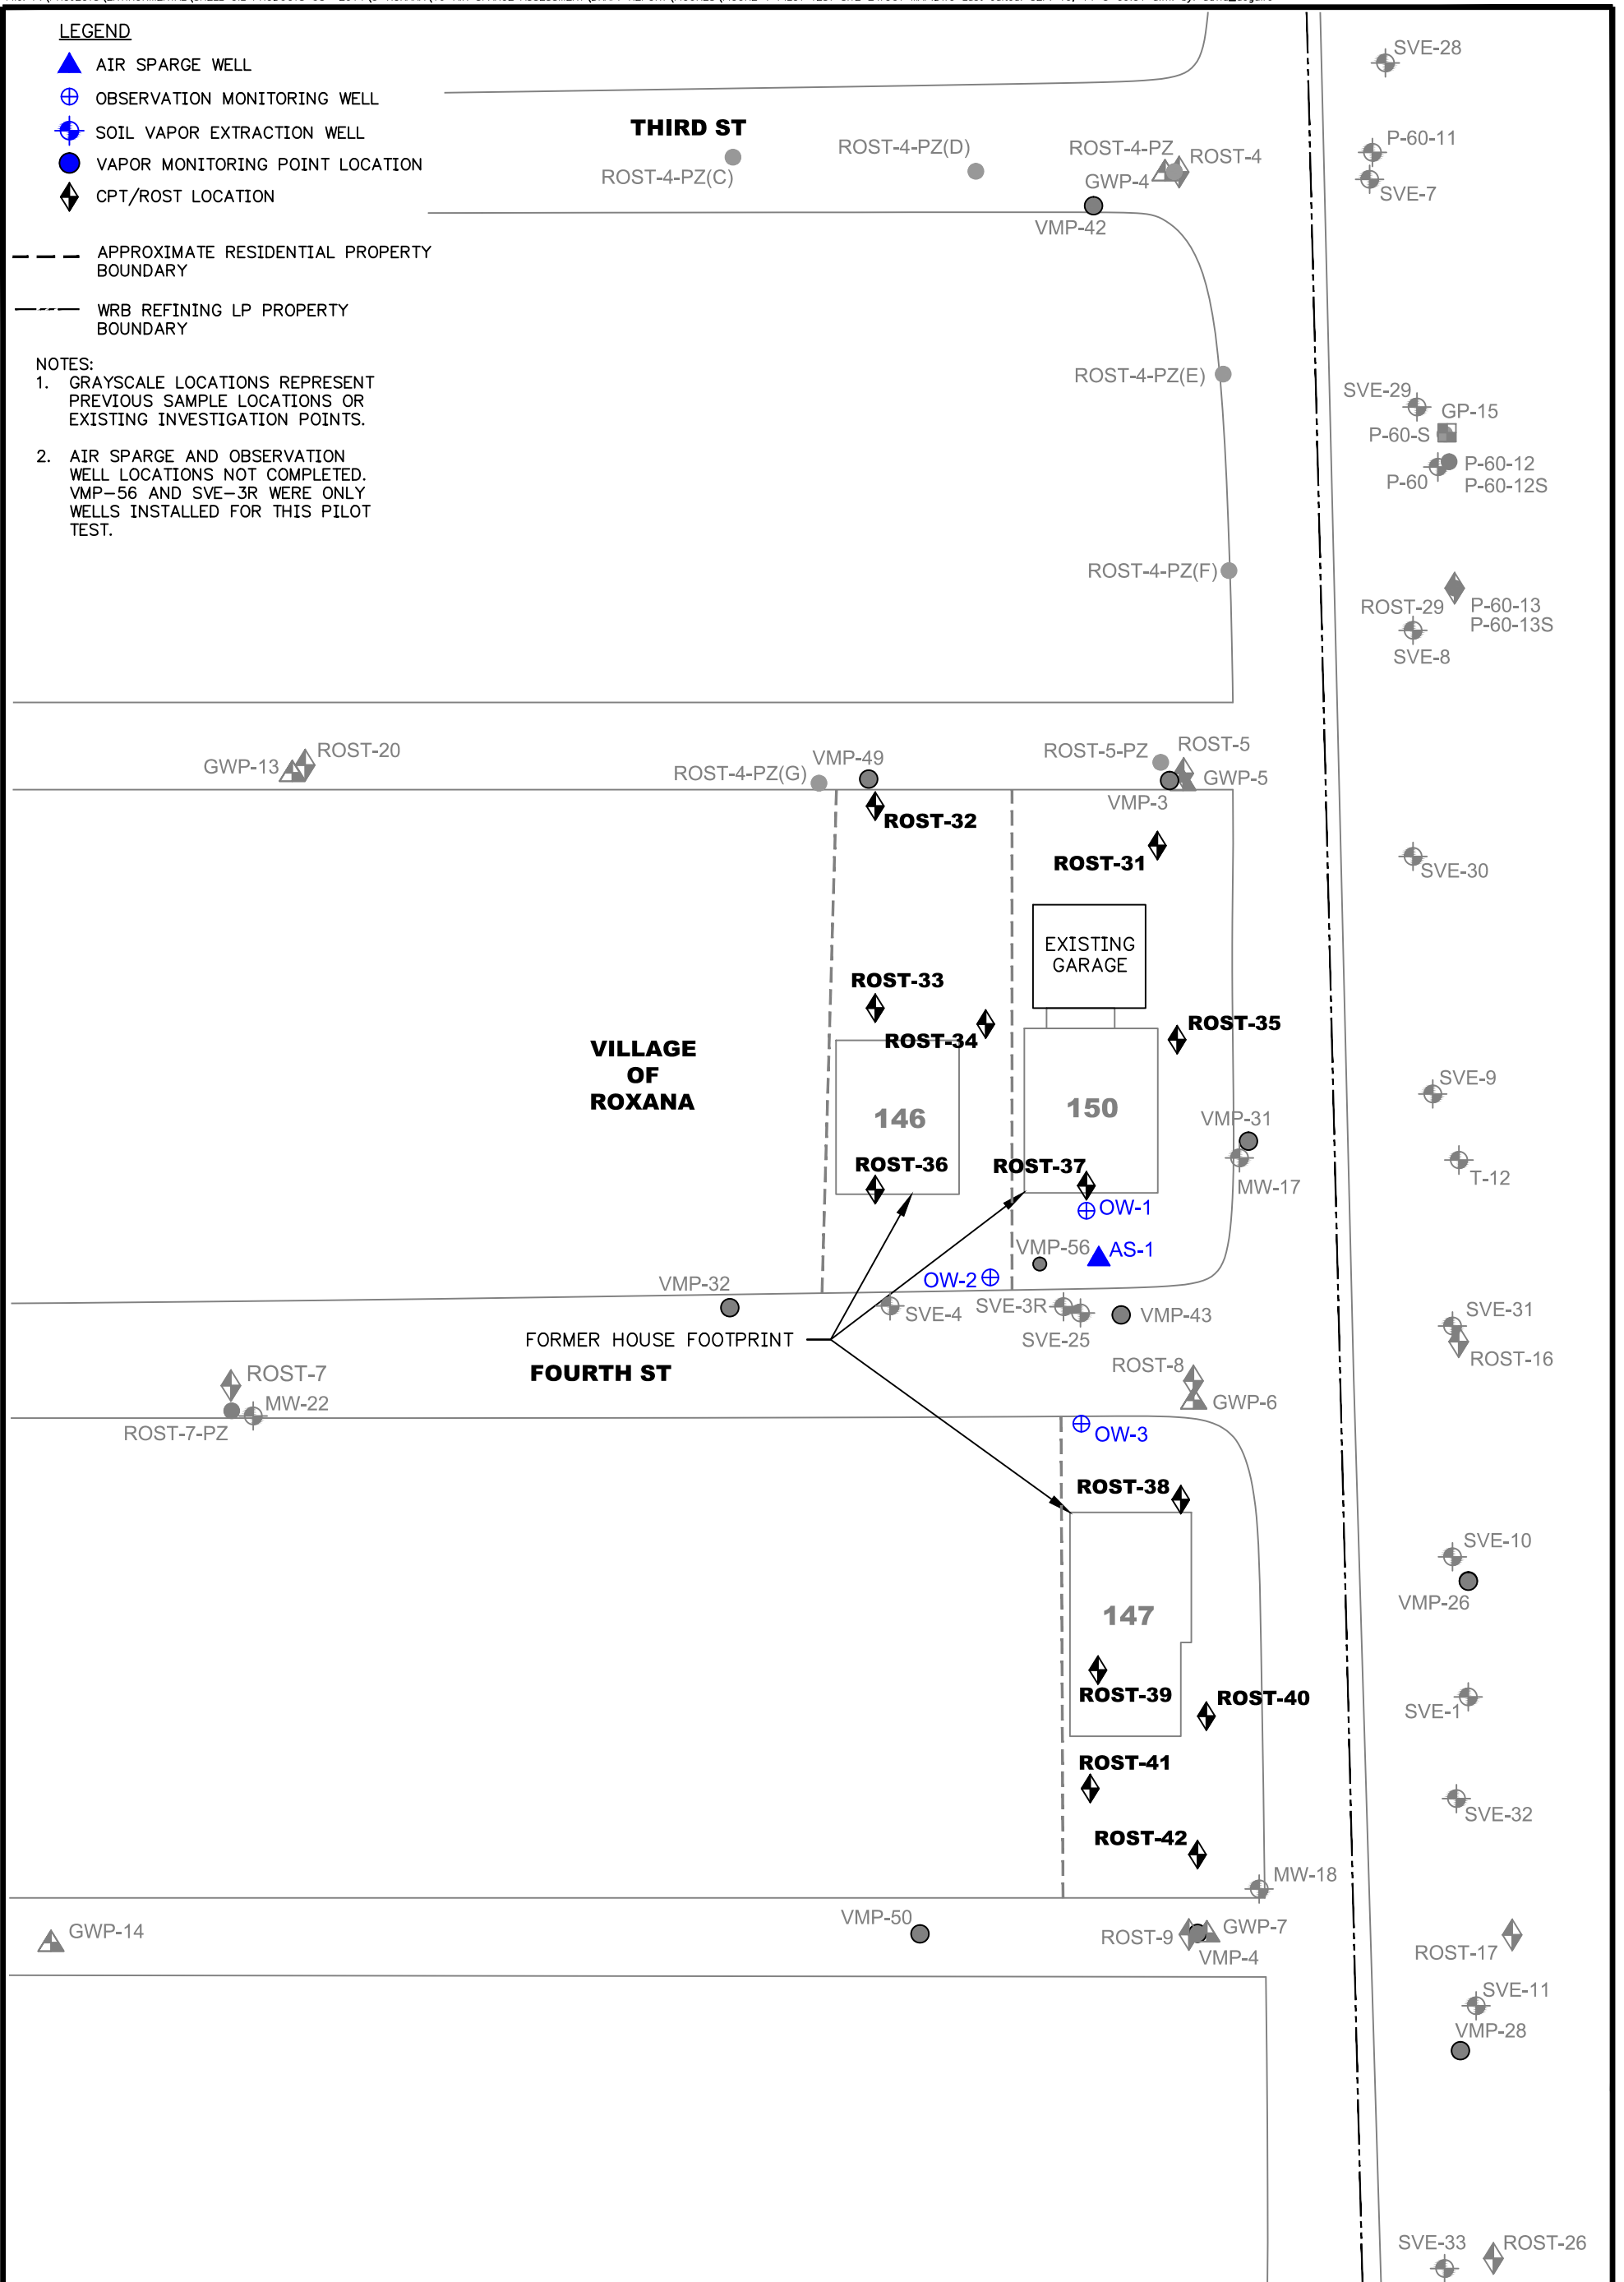 LEGEND
AIR SPARGE WELL
OBSERVATION MONITORING WELL
SOIL VAPOR EXTRACTION WELL
VAPOR MONITORING POINT LOCATION
CPT/ROST LOCATION
APPROXIMATE RESIDENTIAL PROPERTY
BOUNDARY
WRB REFINING LP PROPERTY
BOUNDARY
NOTES:
1. GRAYSCALE LOCATIONS REPRESENT
PREVIOUS SAMPLE LOCATIONS OR
EXISTING INVESTIGATION POINTS.
2. AIR SPARGE AND OBSERVATION
WELL LOCATIONS NOT COMPLETED.
VMP-56 AND SVE-3R WERE ONLY
WELLS INSTALLED FOR THIS PILOT
TEST.
SVE-28
THIRD ST
ROST-4-PZ(C)
ROST-4-PZ(D)
ROST-4-PZ
ROST-4
GWP-4
VMP-42
P-60-11
SVE-7
ROST-4-PZ(E)
SVE-29
GP-15
P-60-S
P-60
P-60-12
P-60-12S
ROST-4-PZ(F)
ROST-29
P-60-13
P-60-13S
SVE-8
GWP-13
ROST-20
ROST-4-PZ(G)
VMP-49
ROST-5-PZ
ROST-5
GWP-5
VMP-3
ROST-32
ROST-31
SVE-30
EXISTING
GARAGE
ROST-33
ROST-34
ROST-35
VILLAGE
OF
ROXANA
146
150
SVE-9
VMP-31
MW-17
T-12
ROST-36
ROST-37
OW-1
VMP-56
AS-1
OW-2
VMP-32
SVE-4
SVE-3R
SVE-25
VMP-43
SVE-31
ROST-16
FORMER HOUSE FOOTPRINT
FOURTH ST
ROST-7
MW-22
ROST-7-PZ
ROST-8
GWP-6
OW-3
ROST-38
SVE-10
VMP-26
147
ROST-39
ROST-40
SVE-1
ROST-41
SVE-32
ROST-42
MW-18
GWP-14
VMP-50
ROST-9
GWP-7
VMP-4
ROST-17
SVE-11
VMP-28
SVE-33
ROST-26